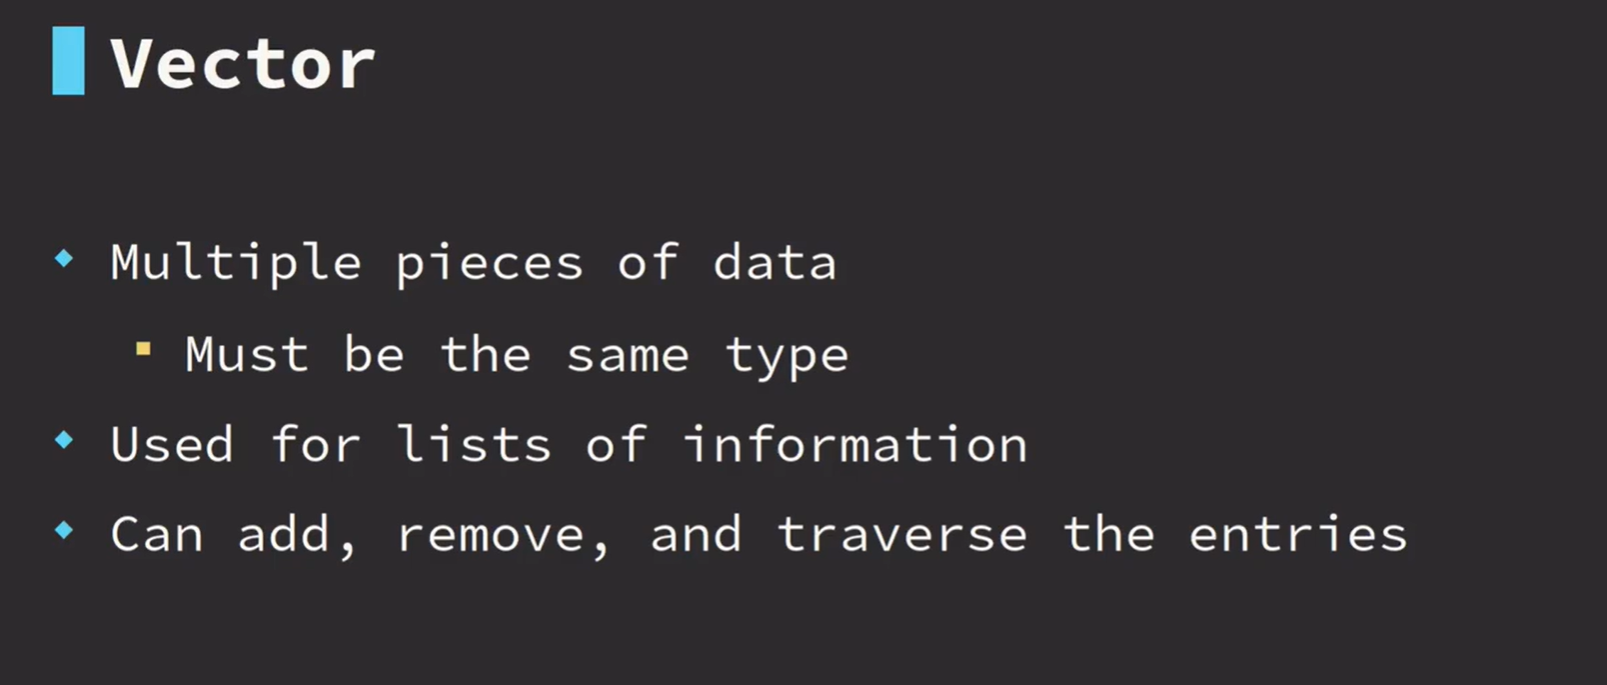 Vector
Multiple pieces of data
Must be the same type
Used for lists of information
Can add, remove, and traverse the entries